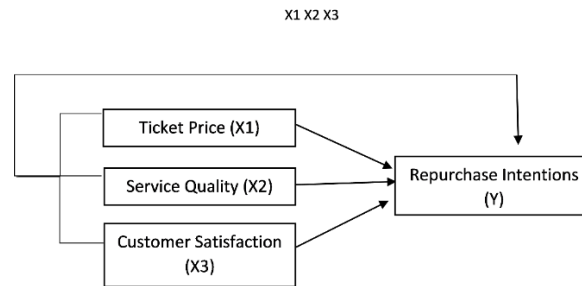 X1 X2 X3
Ticket Price (X1)
Service Quality (X2)
Customer Satisfaction
(X3)
Repurchase Intentions
(Y)